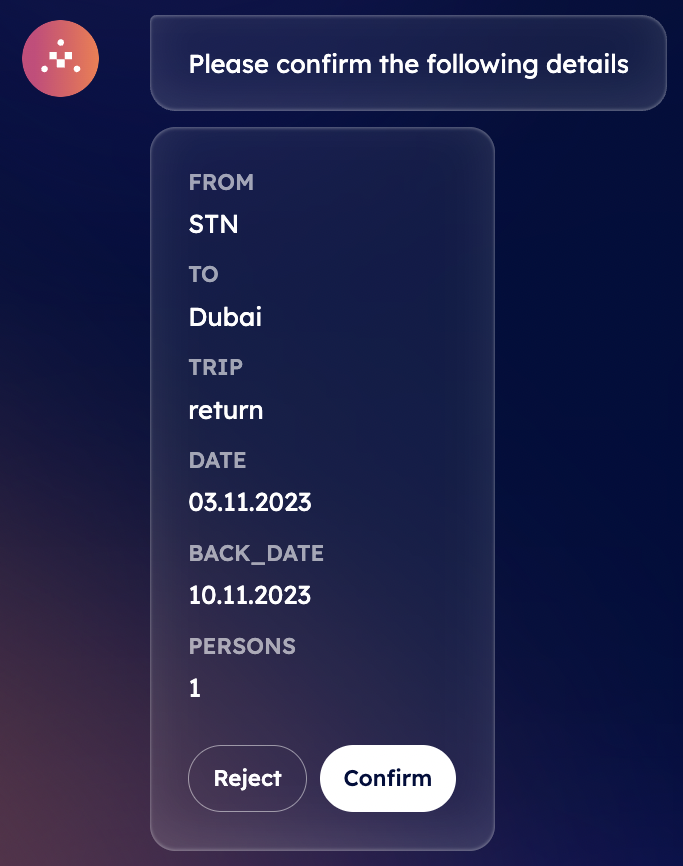 Please confirm the following details
FROM
STN
TO
Dubai
TRIP
return
DATE
03.11.2023
BACK_DATE
10.11.2023
PERSONS
1
Reject
Confirm